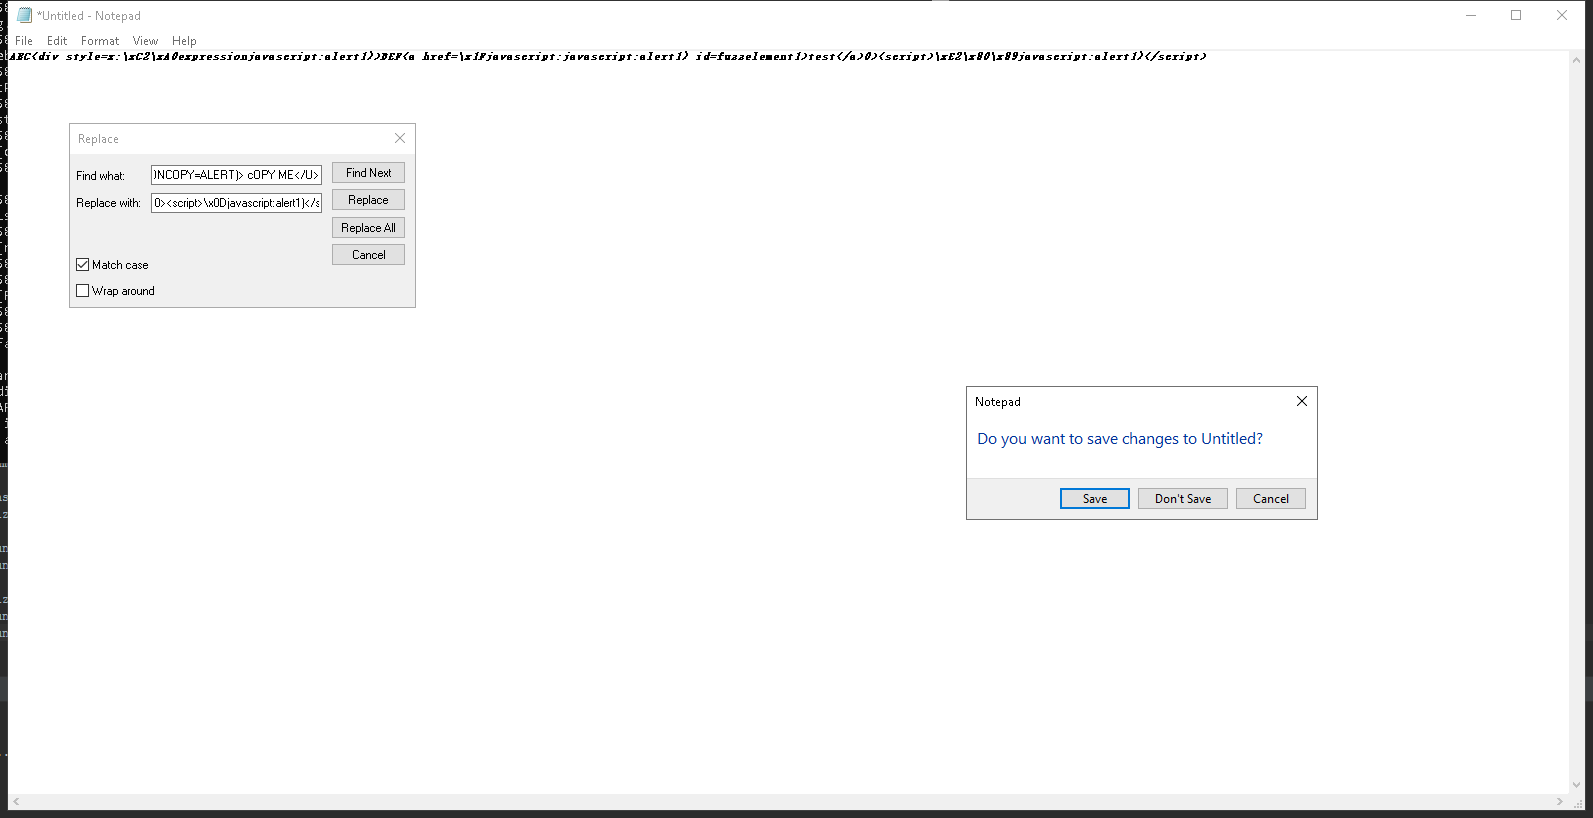 *Untitled - Notepad
File Edit Format View Help
ABC<div style=x:\xC2\xA0expressionjavascript:alert1)>DEF<a href=\x1Fjavascript:javascript:alert1) id=fuzzelement1>test</a>0)<script>\xE2\x80\x89javascript:alert1)</script>
Replace
Find what: )NCOPY=ALERT)> cOPY ME</U> Find Next
Replace with: 0><script>\x0Djavascript:alert1)</s Replace
Replace All
Cancel
Match case
Wrap around
Notepad
Do you want to save changes to Untitled?
Save Don't Save Cancel